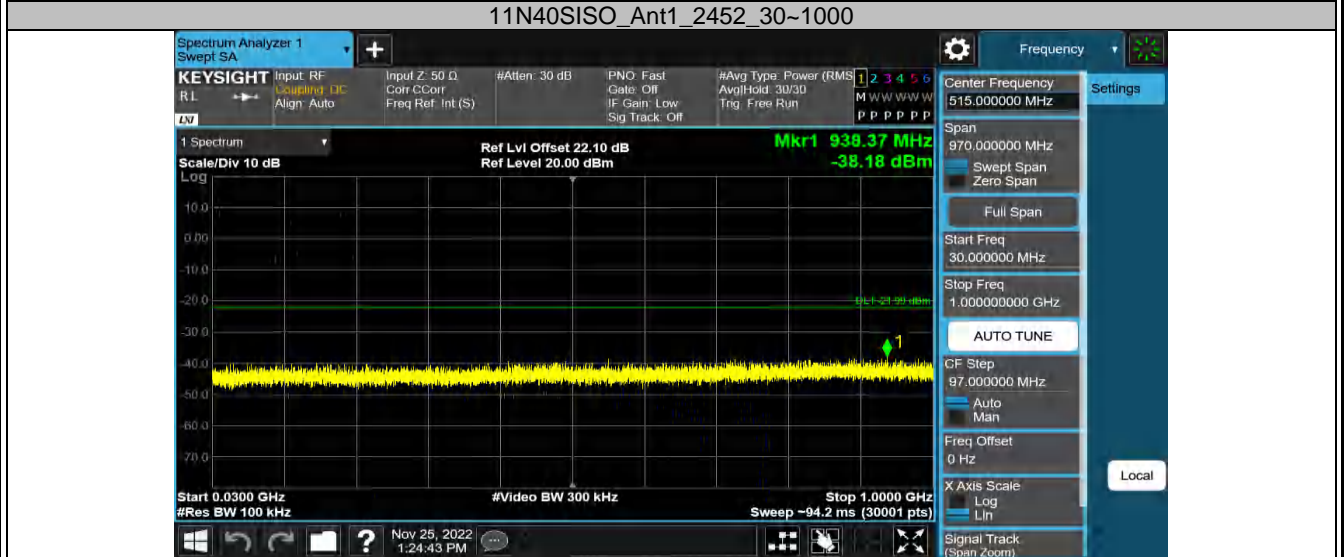 11N40SISO_Ant1_2452_30~1000
Spectrum Analyzer 1
Swept SA
+
Frequency
KEYSIGHT
RL
LXI
Input: RF
Coupling: DC
Align: Auto
Input Z: 50 Ω
Corr CCorr
Freq Ref: Int (S)
#Atten: 30 dB
PNO: Fast
Gate: Off
IF Gain: Low
Sig Track: Off
#Avg Type: Power (RMS
Avg|Hold: 30/30
Trig: Free Run
1 2 3 4 5 6
M W W W W W
P P P P P P
1 Spectrum
Scale/Div 10 dB
Log
Ref Lvl Offset 22.10 dB
Ref Level 20.00 dBm
Mkr1 938.37 MHz
-38.18 dBm
10.0
0.00
-10.0
-20.0
-30.0
-40.0
-50.0
-60.0
-70.0
DL1 -21.99 dBm
1
Start 0.0300 GHz
#Res BW 100 kHz
#Video BW 300 kHz
Stop 1.0000 GHz
Sweep ~94.2 ms (30001 pts)
?
Nov 25, 2022
1:24:43 PM
Center Frequency
515.000000 MHz
Settings
Span
970.000000 MHz
Swept Span
Zero Span
Full Span
Start Freq
30.000000 MHz
Stop Freq
1.000000000 GHz
AUTO TUNE
CF Step
97.000000 MHz
Auto
Man
Freq Offset
0 Hz
X Axis Scale
Log
Lin
Signal Track
(Span Zoom)
Local